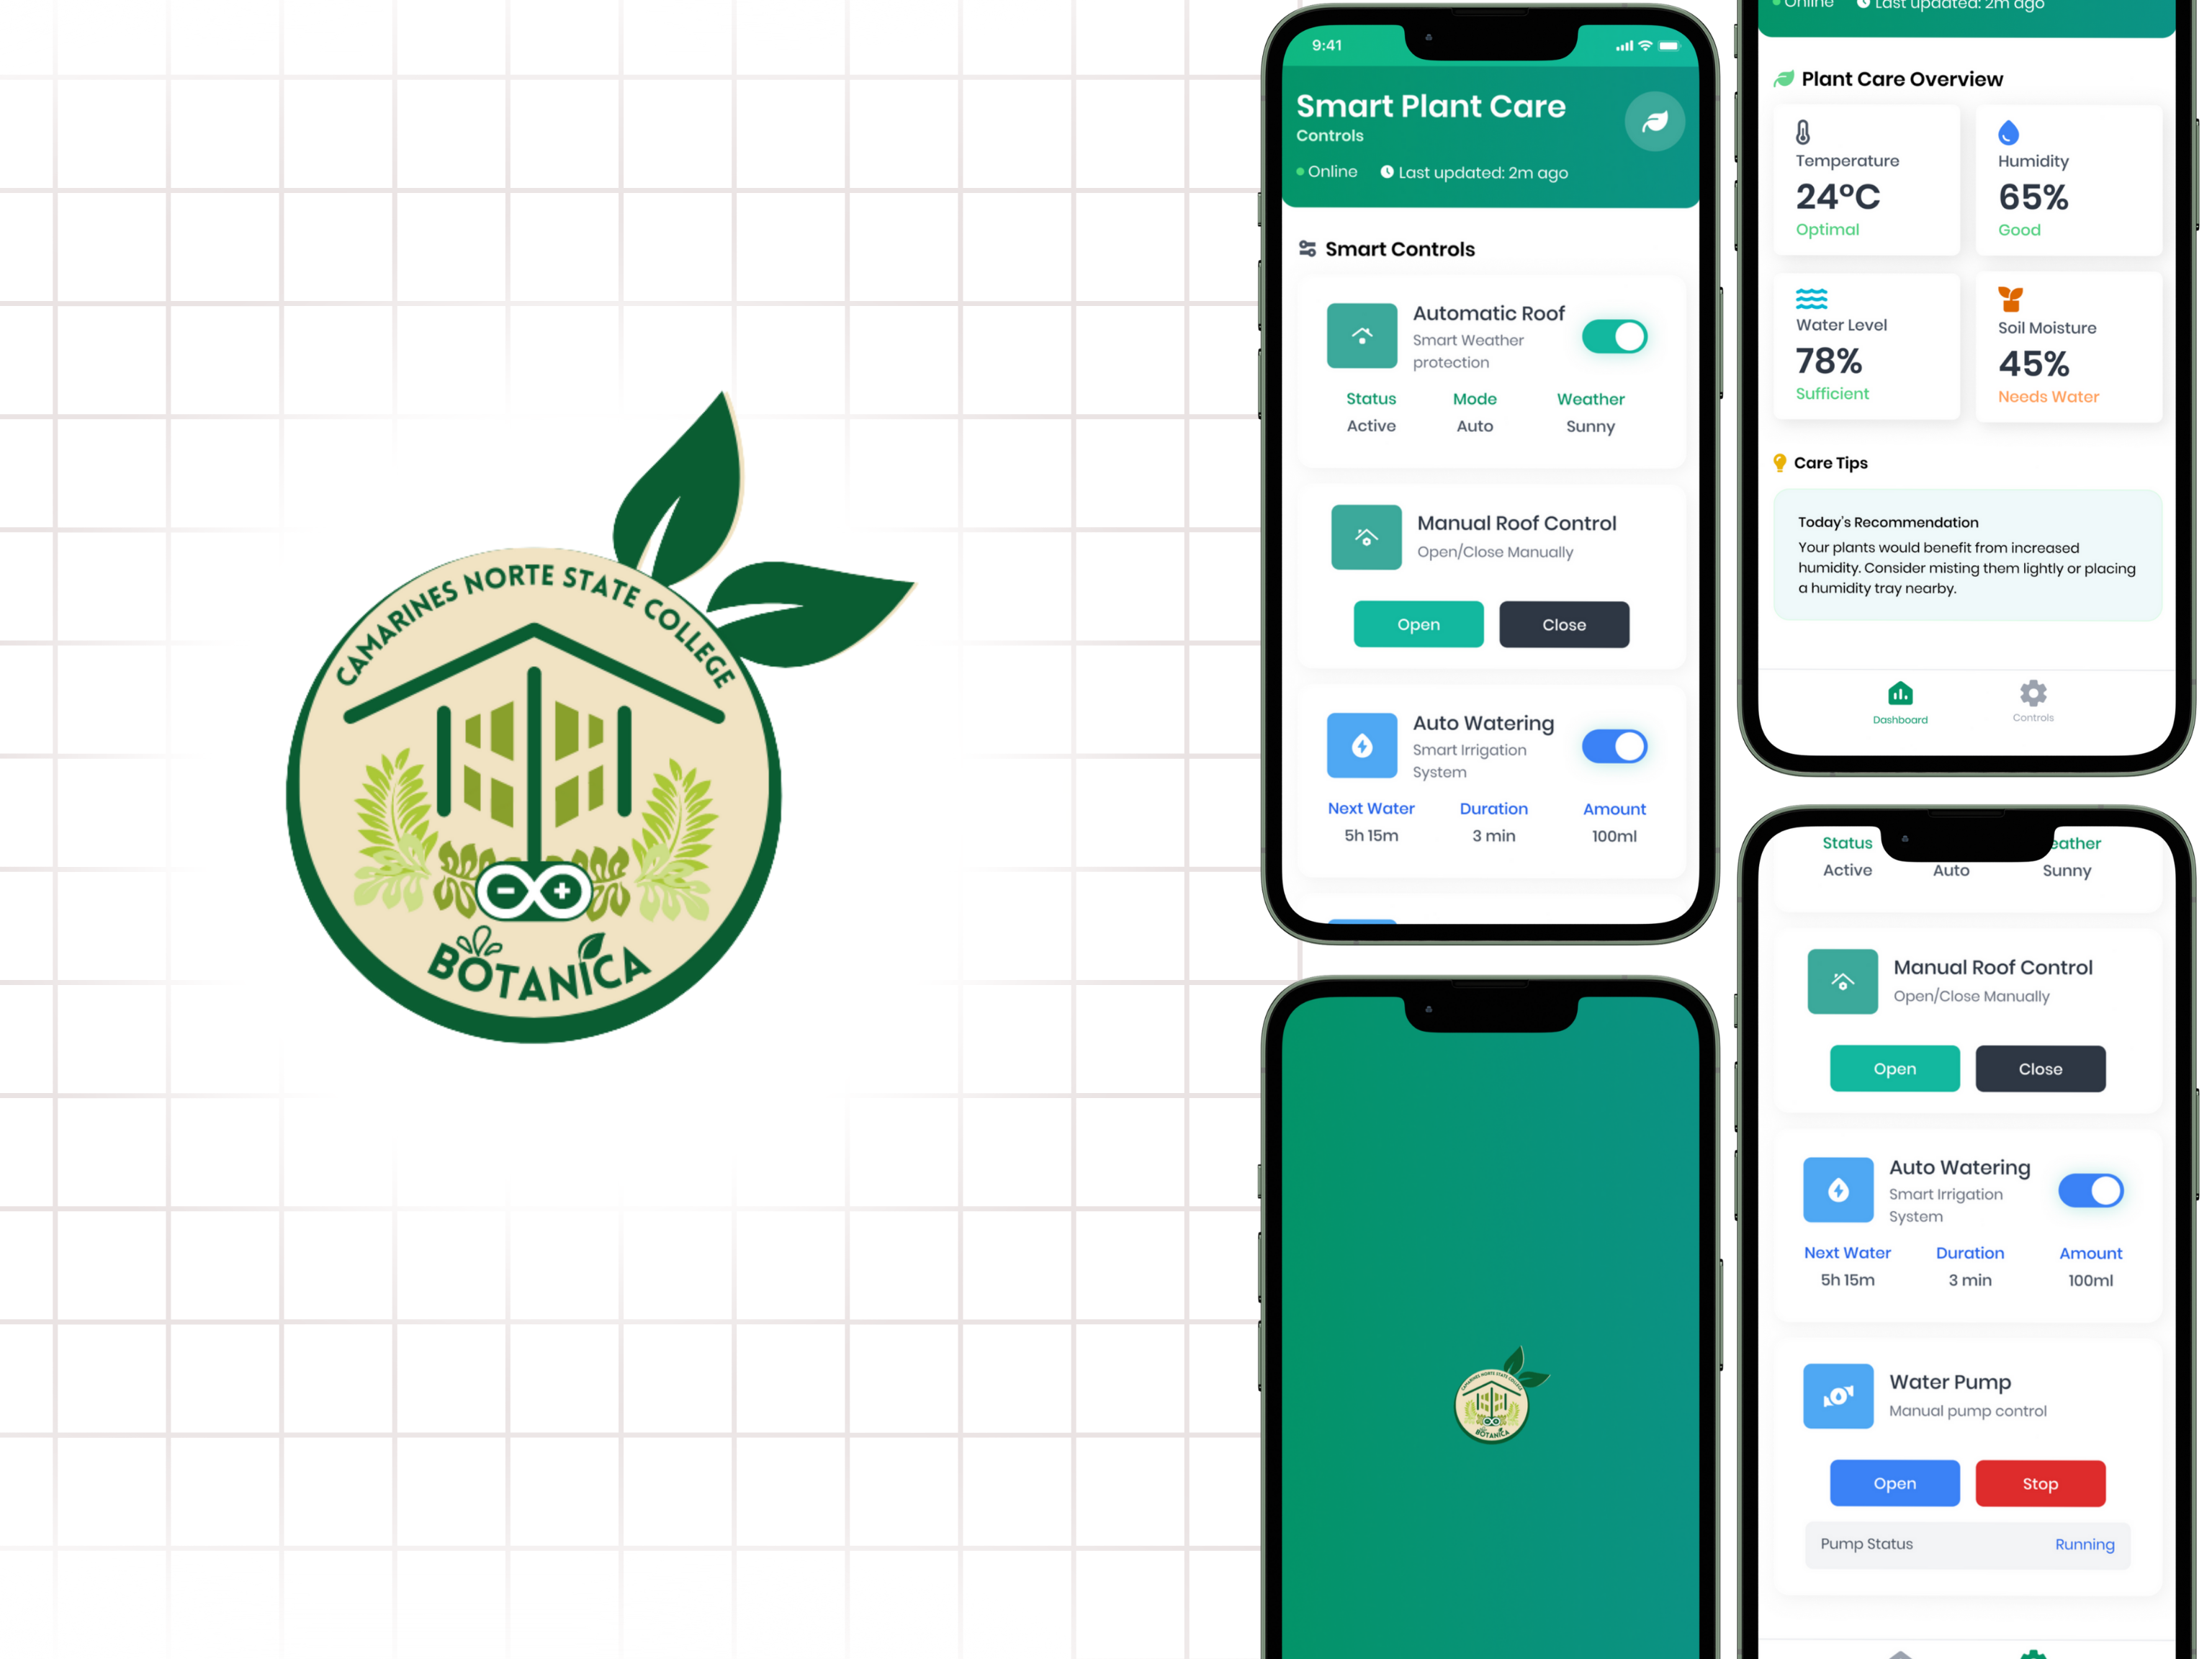 CAMARINES NORTE STATE COLLEGE
BOTANICA
9:41
Smart Plant Care
Controls
Online
Last updated: 2m ago
Smart Controls
Automatic Roof
Smart Weather
protection
Status
Mode
Weather
Active
Auto
Sunny
Manual Roof Control
Open/Close Manually
Open
Close
Auto Watering
Smart Irrigation
System
Next Water
Duration
Amount
5h 15m
3 min
100ml
CAMARINES NORTE STATE COLLEGE
BOTANICA
Online
Last updated: 2m ago
Plant Care Overview
Temperature
24°C
Optimal
Humidity
65%
Good
Water Level
78%
Sufficient
Soil Moisture
45%
Needs Water
Care Tips
Today's Recommendation
Your plants would benefit from increased
humidity. Consider misting them lightly or placing
a humidity tray nearby.
Dashboard
Controls
Status
eather
Active
Auto
Sunny
Manual Roof Control
Open/Close Manually
Open
Close
Auto Watering
Smart Irrigation
System
Next Water
Duration
Amount
5h 15m
3 min
100ml
Water Pump
Manual pump control
Open
Stop
Pump Status
Running